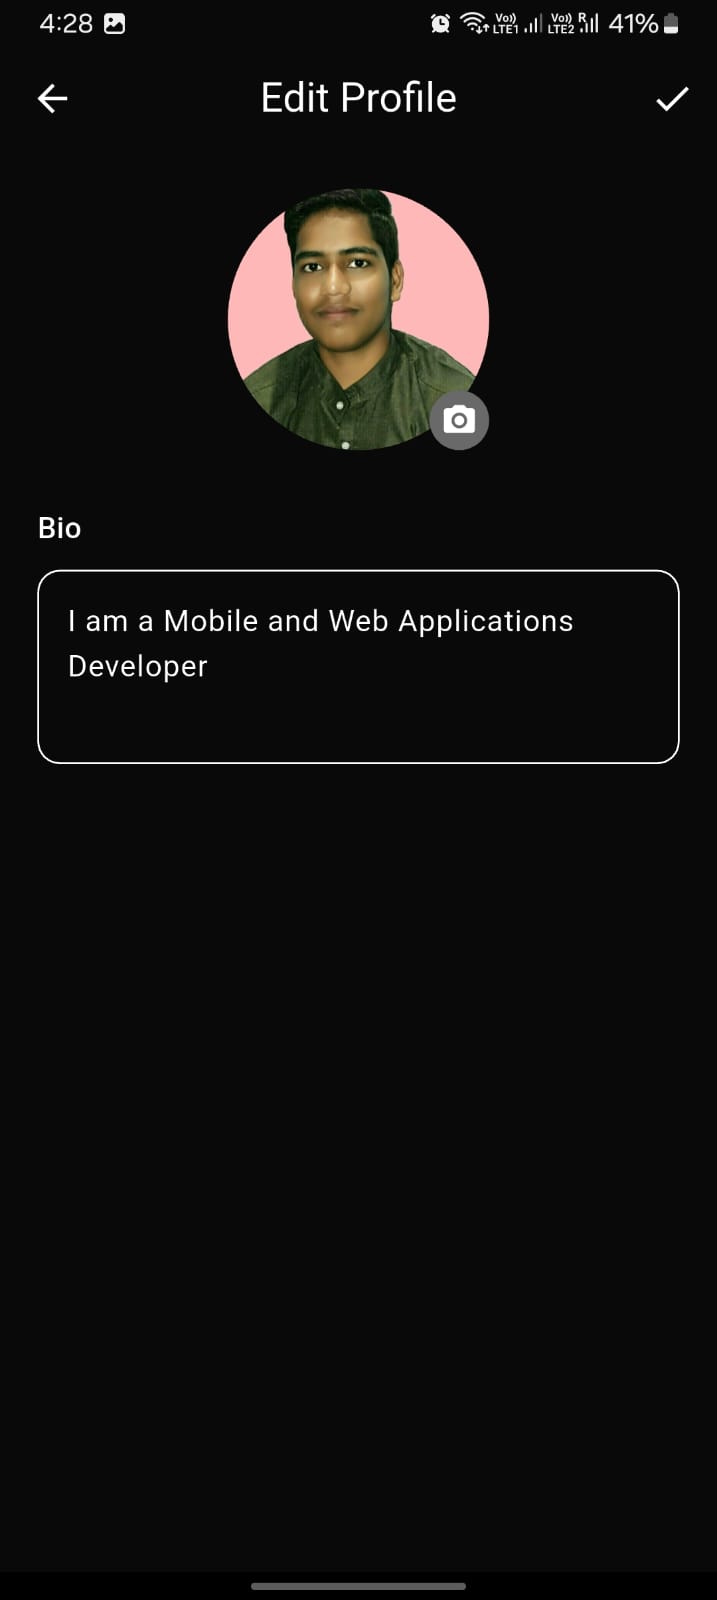 4:28 Vo)) LTE1 Vo)) LTE2 R 41%
Edit Profile
Bio
I am a Mobile and Web Applications
Developer